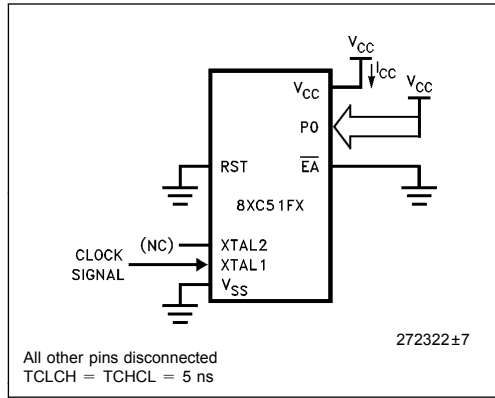 VCC
ICC
VCC
VCC
P0
RST
EA
8XC51FX
(NC)
XTAL2
CLOCK
SIGNAL
XTAL1
VSS
272322±7
All other pins disconnected
TCLCH = TCHCL = 5 ns